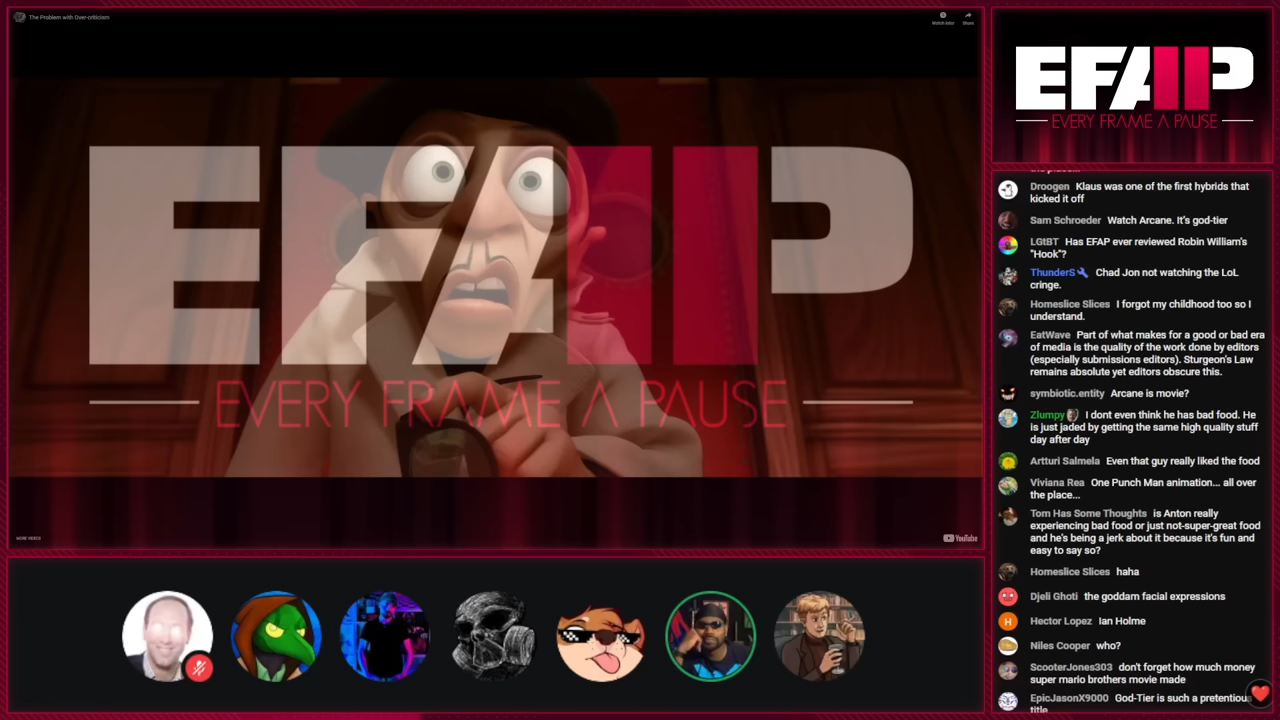 The Problem with Over-criticism
Watch later
Share
EFAP
EVERY FRAME A PAUSE
MORE VIDEOS
YouTube
EFAP
EVERY FRAME A PAUSE
Droogen Klaus was one of the first hybrids that
kicked it off
Sam Schroeder Watch Arcane. It's god-tier
LGtBT Has EFAP ever reviewed Robin William's
"Hook"?
ThunderS Chad Jon not watching the LoL
cringe.
Homeslice Slices I forgot my childhood too so I
understand.
EatWave Part of what makes for a good or bad era
of media is the quality of the work done by editors
(especially submissions editors). Sturgeon's Law
remains absolute yet editors obscure this.
symbiotic.entity Arcane is movie?
Zlumpy I dont even think he has bad food. He
is just jaded by getting the same high quality stuff
day after day
Artturi Salmela Even that guy really liked the food
Viviana Rea One Punch Man animation... all over
the place...
Tom Has Some Thoughts is Anton really
experiencing bad food or just not-super-great food
and he's being a jerk about it because it's fun and
easy to say so?
Homeslice Slices haha
Djeli Ghoti the goddam facial expressions
H
Hector Lopez Ian Holme
Niles Cooper who?
ScooterJones303 don't forget how much money
super mario brothers movie made
EpicJasonX9000 God-Tier is such a pretentious
title